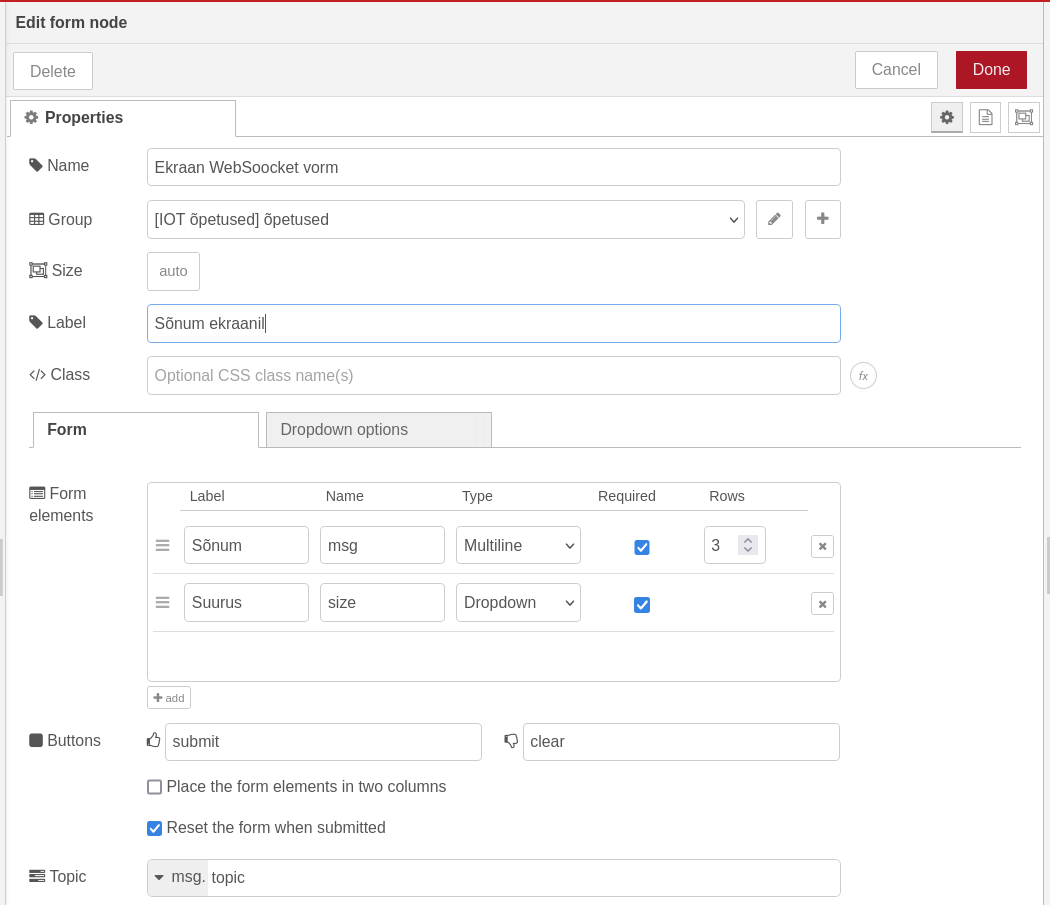 Edit form node
Delete Cancel Done
Properties
Name Ekraan WebSoocket vorm
Group [IOT õpetused] õpetused
Size auto
Label Sõnum ekraanil
</> Class Optional CSS class name(s) fx
Form Dropdown options
Form elements
Label Name Type Required Rows
Sõnum msg Multiline 3
Suurus size Dropdown
add
Buttons submit clear
Place the form elements in two columns
Reset the form when submitted
Topic msg. topic